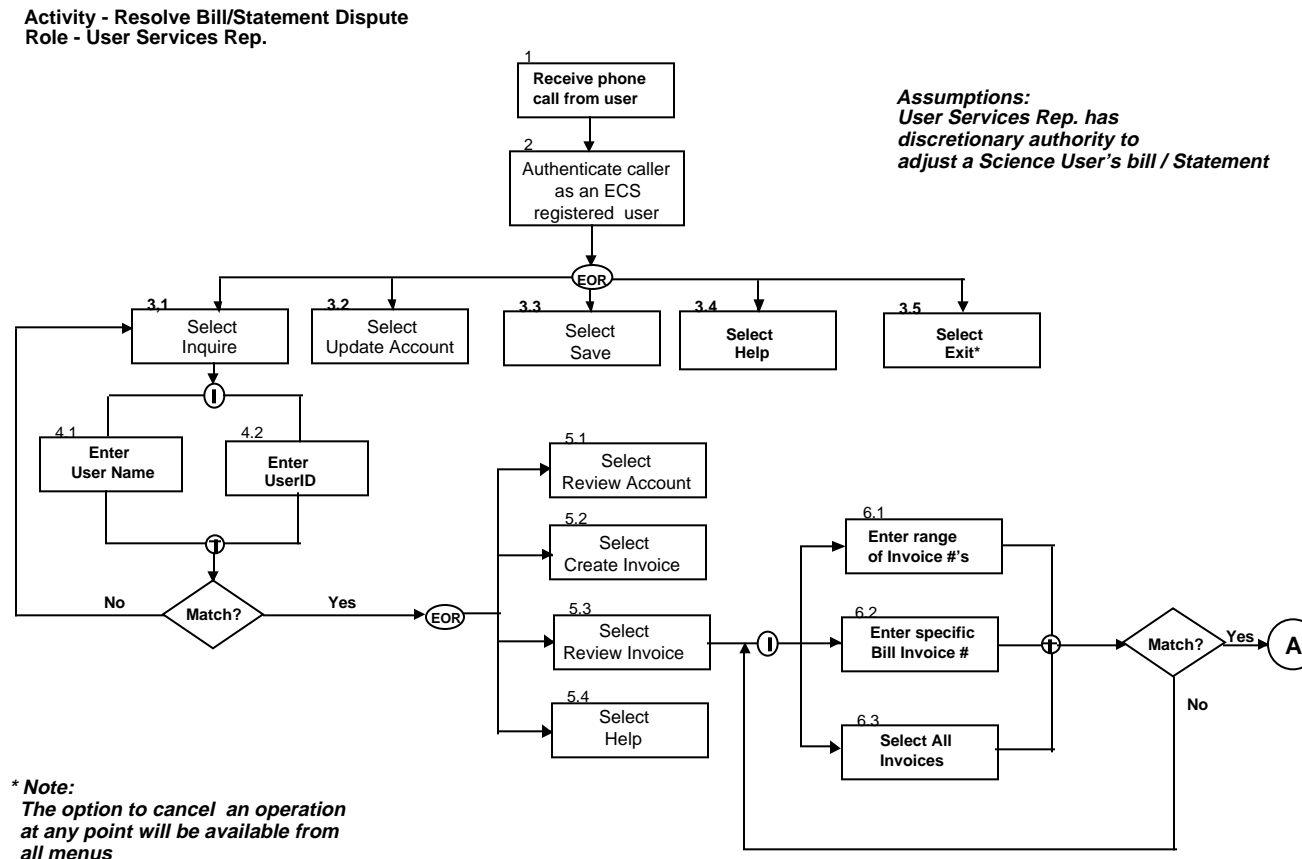 Activity - Resolve Bill/Statement Dispute
Role - User Services Rep.
1
Receive phone
call from user
Assumptions:
User Services Rep. has
discretionary authority to
adjust a Science User's bill / Statement
2
Authenticate caller
as an ECS
registered user
EOR
3,1
Select
Inquire
3.2
Select
Update Account
3.3
Select
Save
3.4
Select
Help
3.5
Select
Exit*
I
4.1
Enter
User Name
4.2
Enter
UserID
I
Match?
No
Yes
EOR
5.1
Select
Review Account
5.2
Select
Create Invoice
5.3
Select
Review Invoice
5.4
Select
Help
I
6.1
Enter range
of Invoice #'s
6.2
Enter specific
Bill Invoice #
6.3
Select All
Invoices
I
Match?
Yes
A
No
* Note:
The option to cancel an operation
at any point will be available from
all menus